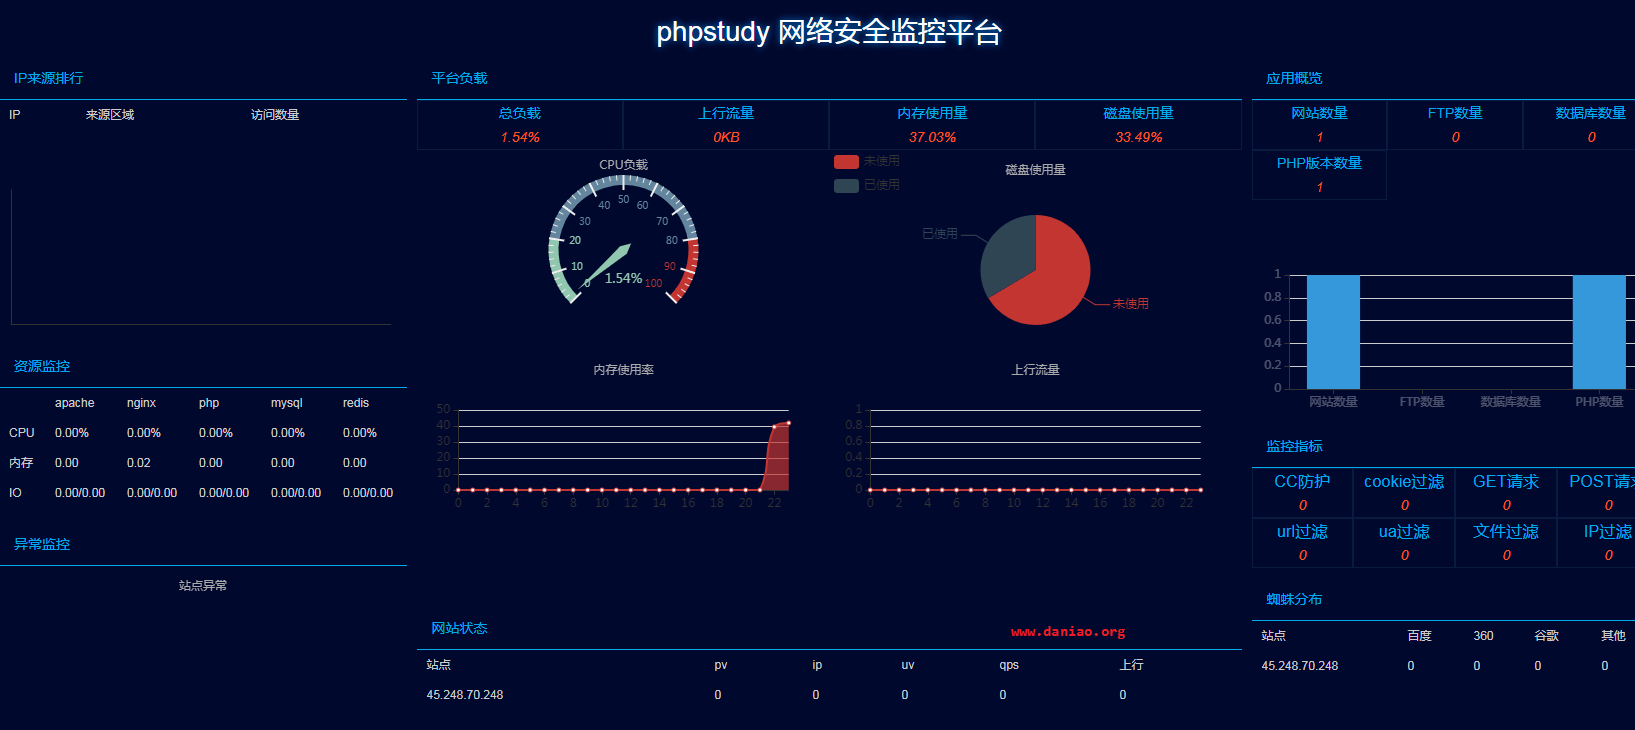 phpstudy 网络安全监控平台
IP来源排行
IP 来源区域 访问数量
资源监控
apache nginx php mysql redis
CPU 0.00% 0.00% 0.00% 0.00% 0.00%
内存 0.00 0.02 0.00 0.00 0.00
IO 0.00/0.00 0.00/0.00 0.00/0.00 0.00/0.00 0.00/0.00
异常监控
站点异常
平台负载
总负载 上行流量 内存使用量 磁盘使用量
1.54% 0KB 37.03% 33.49%
CPU负载
0 10 20 30 40 50 60 70 80 90 100
1.54%
未使用
已使用
磁盘使用量
已使用
未使用
内存使用率
50
40
30
20
10
0
0 2 4 6 8 10 12 14 16 18 20 22
上行流量
1
0.8
0.6
0.4
0.2
0
0 2 4 6 8 10 12 14 16 18 20 22
网站状态
www.daniao.org
站点 pv ip uv qps 上行
45.248.70.248 0 0 0 0 0
应用概览
网站数量 FTP数量 数据库数量
1 0 0
PHP版本数量
1
1
0.8
0.6
0.4
0.2
0
网站数量 FTP数量 数据库数量 PHP数量
监控指标
CC防护 cookie过滤 GET请求 POST请求
0 0 0 0
url过滤 ua过滤 文件过滤 IP过滤
0 0 0 0
蜘蛛分布
站点 百度 360 谷歌 其他
45.248.70.248 0 0 0 0